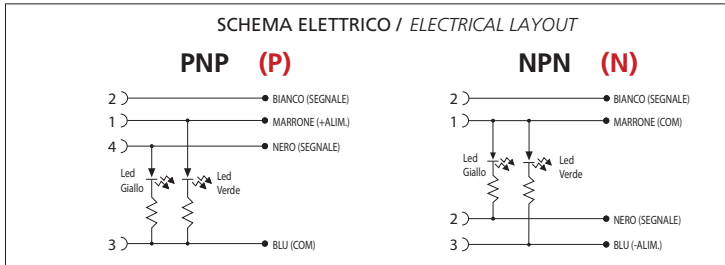 SCHEMA ELETTRICO / ELECTRICAL LAYOUT
PNP (P)
2 BIANCO (SEGNALE)
1 MARRONE (+ALIM.)
4 NERO (SEGNALE)
Led Giallo
Led Verde
3 BLU (COM)
NPN (N)
2 BIANCO (SEGNALE)
1 MARRONE (COM)
Led Giallo
Led Verde
2 NERO (SEGNALE)
3 BLU (-ALIM.)